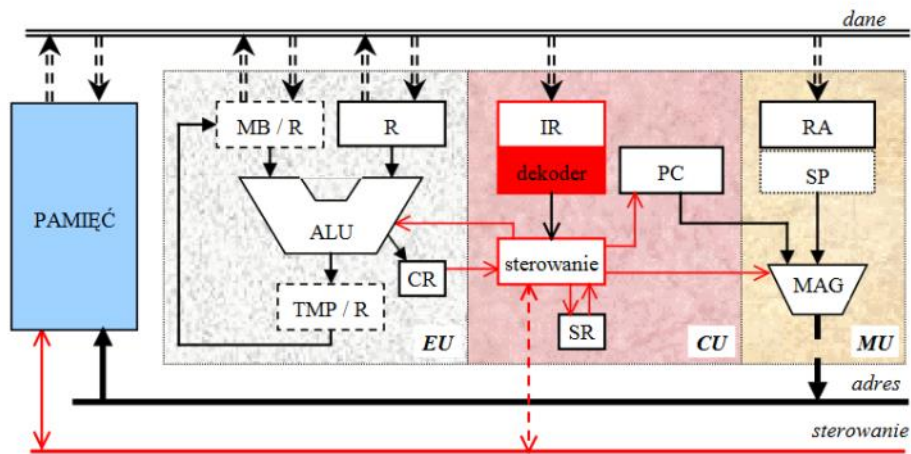 dane
MB / R
R
IR
RA
dekoder
PC
SP
PAMIĘĆ
ALU
sterowanie
CR
MAG
TMP / R
SR
EU
CU
MU
adres
sterowanie